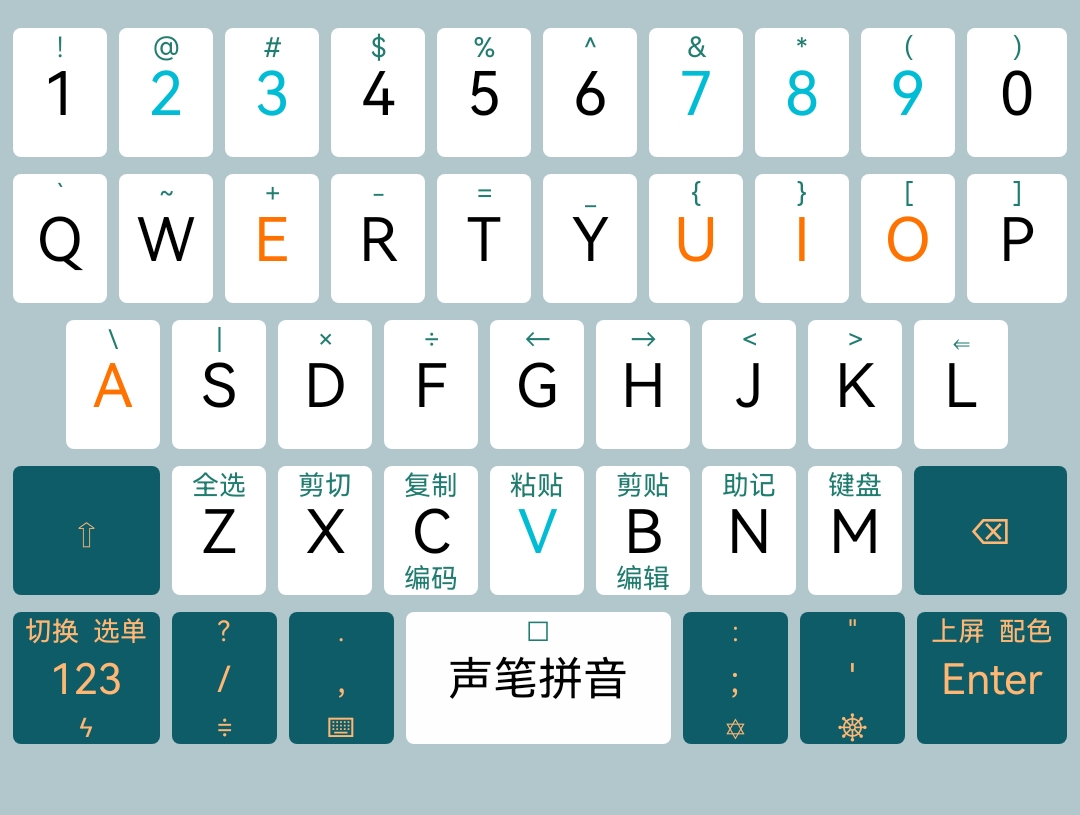 ! @ # $ % ^ & * ( )
1 2 3 4 5 6 7 8 9 0
` ~ + - = _ { } [ ]
Q W E R T Y U I O P
\ | × ÷ ← → < > ⇐
A S D F G H J K L
全选 剪切 复制 粘贴 剪贴 助记 键盘
⇧ Z X C V B N M ⌫
编码 编辑
切换 选单 ? . □ : " 上屏 配色
123 / , 声笔拼音 ; ' Enter
ϟ ÷ ⌨ ✡ ⎈